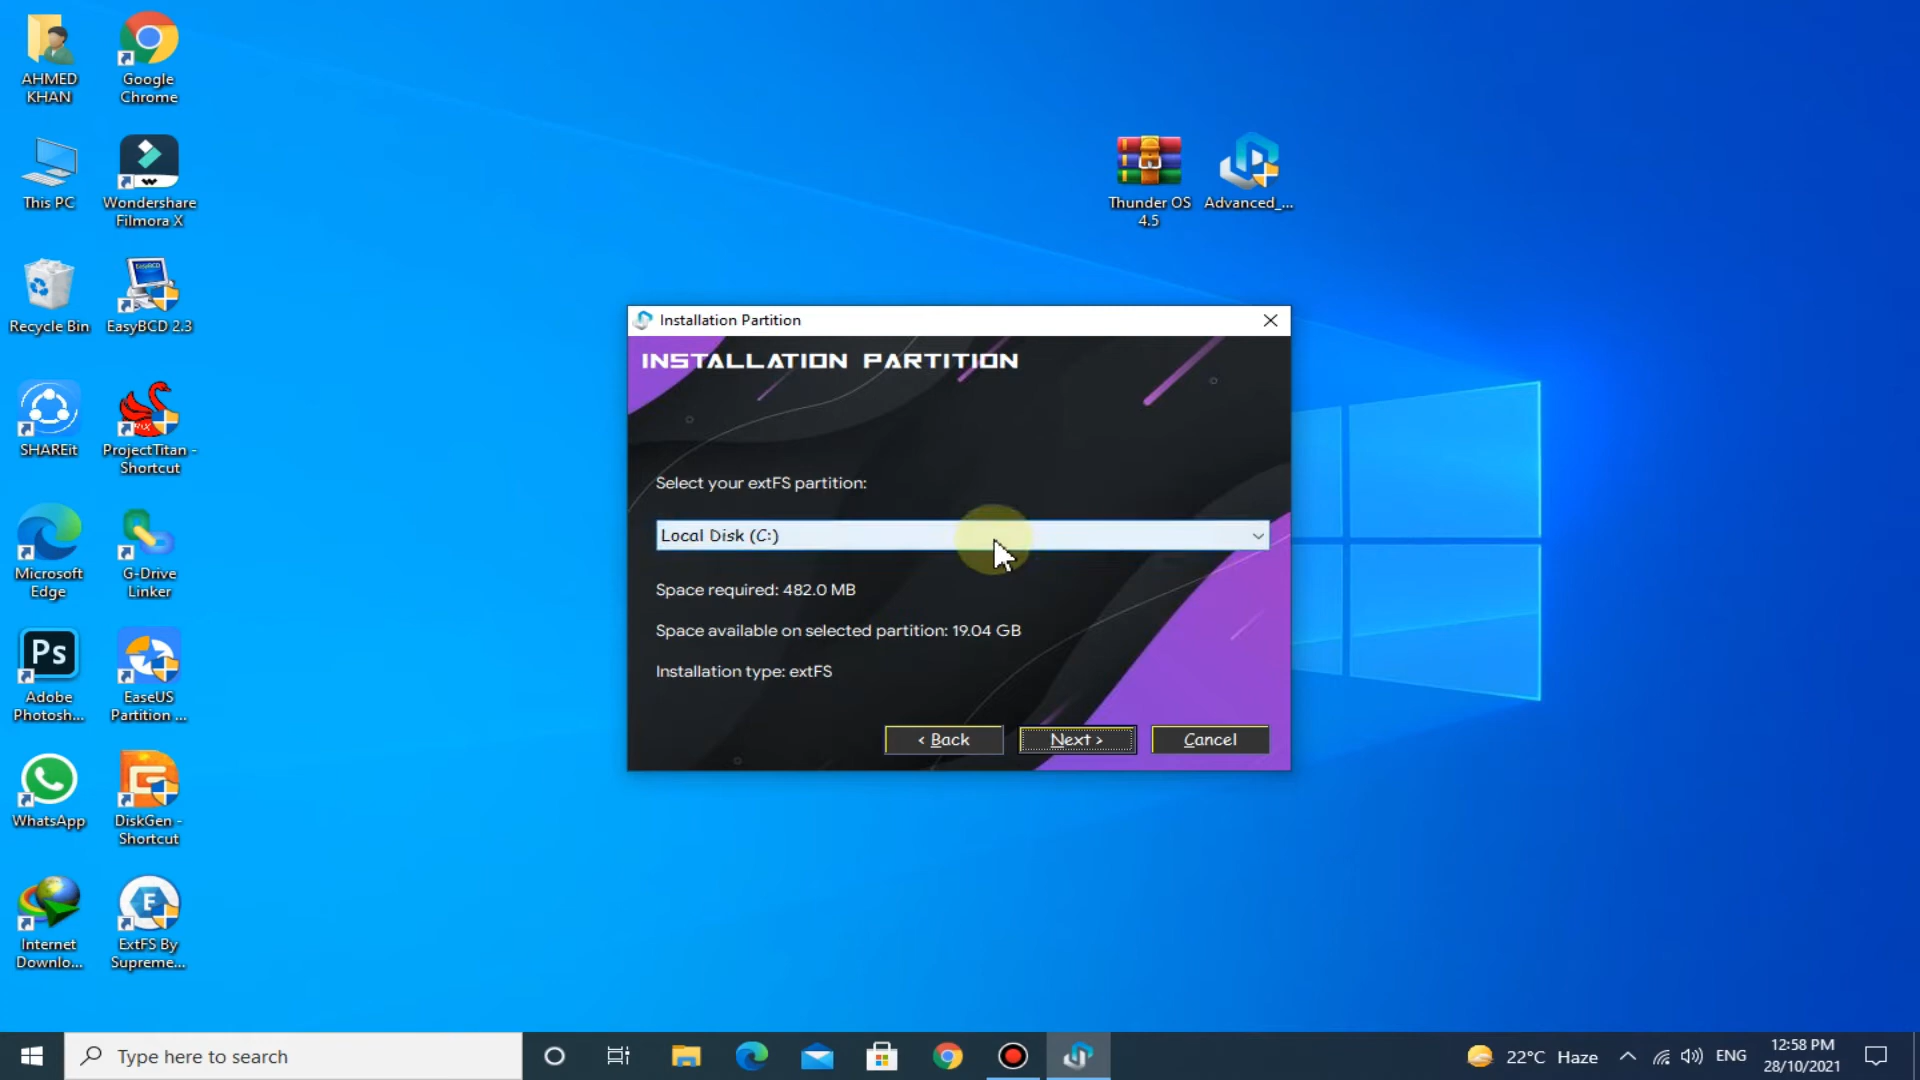 AHMED
KHAN
Google
Chrome
This PC
Wondershare
Filmora X
Recycle Bin
EasyBCD 2.3
SHAREit
ProjectTitan -
Shortcut
Microsoft
Edge
G-Drive
Linker
Ps
Adobe
Photosh...
EaseUS
Partition ...
WhatsApp
DiskGen -
Shortcut
Internet
Downlo...
ExtFS By
Supreme...
Thunder OS
4.5
Advanced_...
Installation Partition
INSTALLATION PARTITION
Select your extFS partition:
Local Disk (C:)
Space required: 482.0 MB
Space available on selected partition: 19.04 GB
Installation type: extFS
< Back
Next >
Cancel
Type here to search
22°C Haze
ENG
12:58 PM
28/10/2021